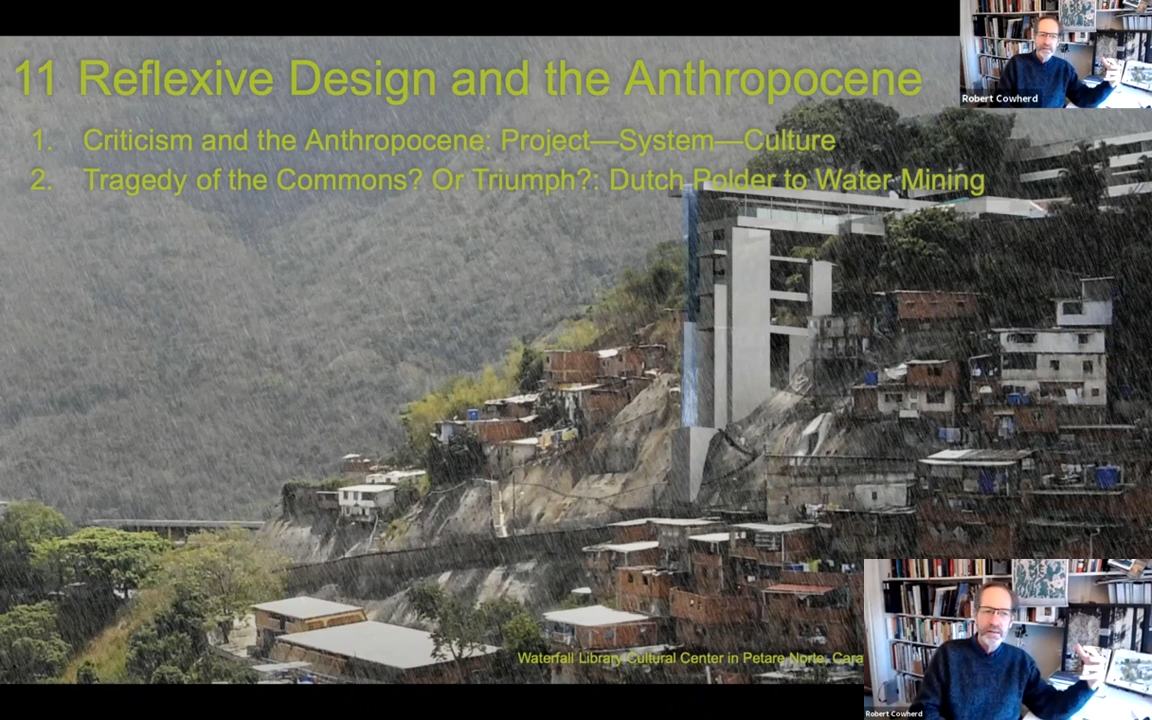 11 Reflexive Design and the Anthropocene
Robert Cowherd
1. Criticism and the Anthropocene: Project—System—Culture
2. Tragedy of the Commons? Or Triumph?: Dutch Polder to Water Mining
Waterfall Library Cultural Center in Petare Norte, Cara
Robert Cowherd